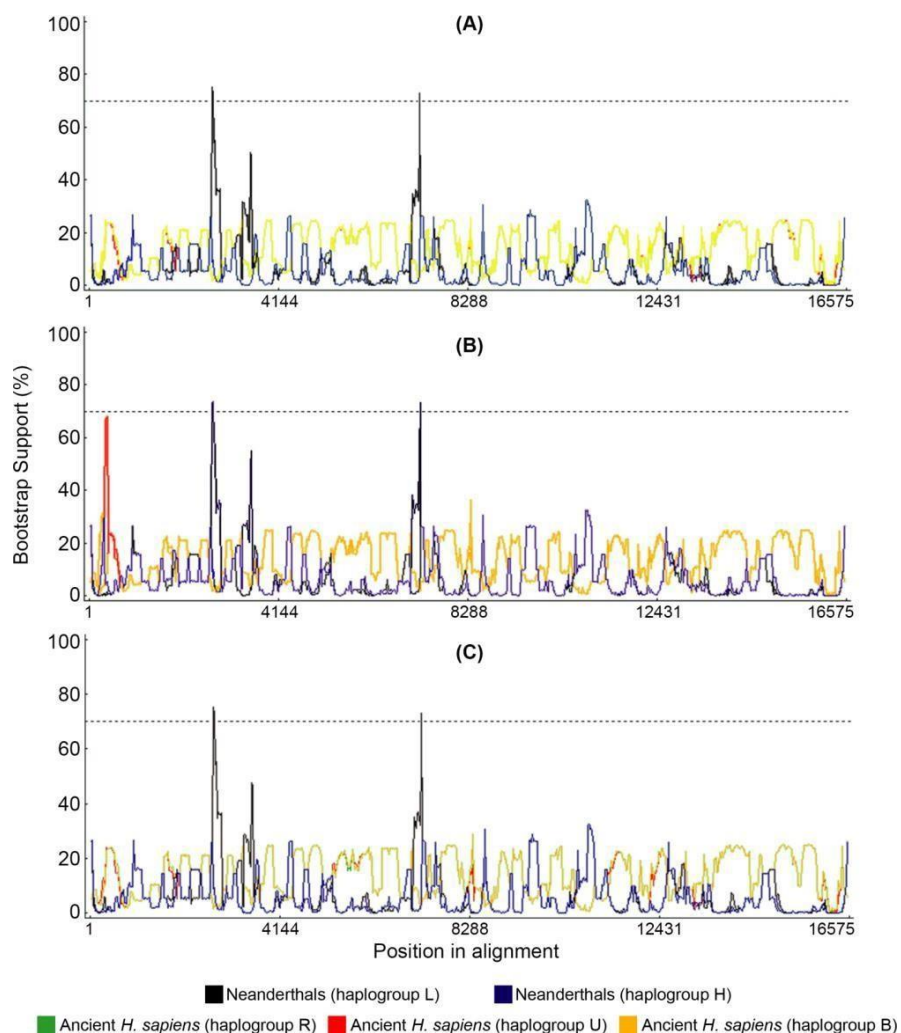 (A)
100
80
60
40
20
0
1 4144 8288 12431 16575
(B)
100
80
60
40
20
0
1 4144 8288 12431 16575
Bootstrap Support (%)
(C)
100
80
60
40
20
0
1 4144 8288 12431 16575
Position in alignment
Neanderthals (haplogroup L) Neanderthals (haplogroup H)
Ancient H. sapiens (haplogroup R) Ancient H. sapiens (haplogroup U) Ancient H. sapiens (haplogroup B)